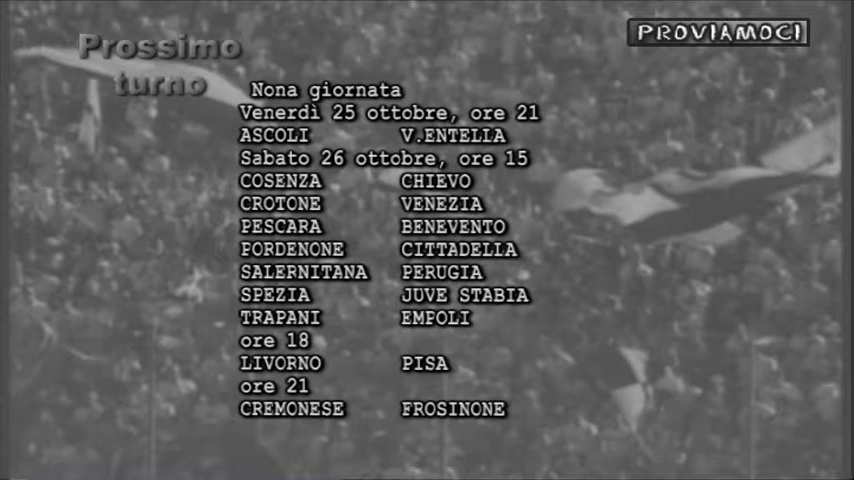 Prossimo
turno
PROVIAMOCI
Nona giornata
Venerdì 25 ottobre, ore 21
ASCOLI V.ENTELLA
Sabato 26 ottobre, ore 15
COSENZA CHIEVO
CROTONE VENEZIA
PESCARA BENEVENTO
PORDENONE CITTADELLA
SALERNITANA PERUGIA
SPEZIA JUVE STABIA
TRAPANI EMPOLI
ore 18
LIVORNO PISA
ore 21
CREMONESE FROSINONE